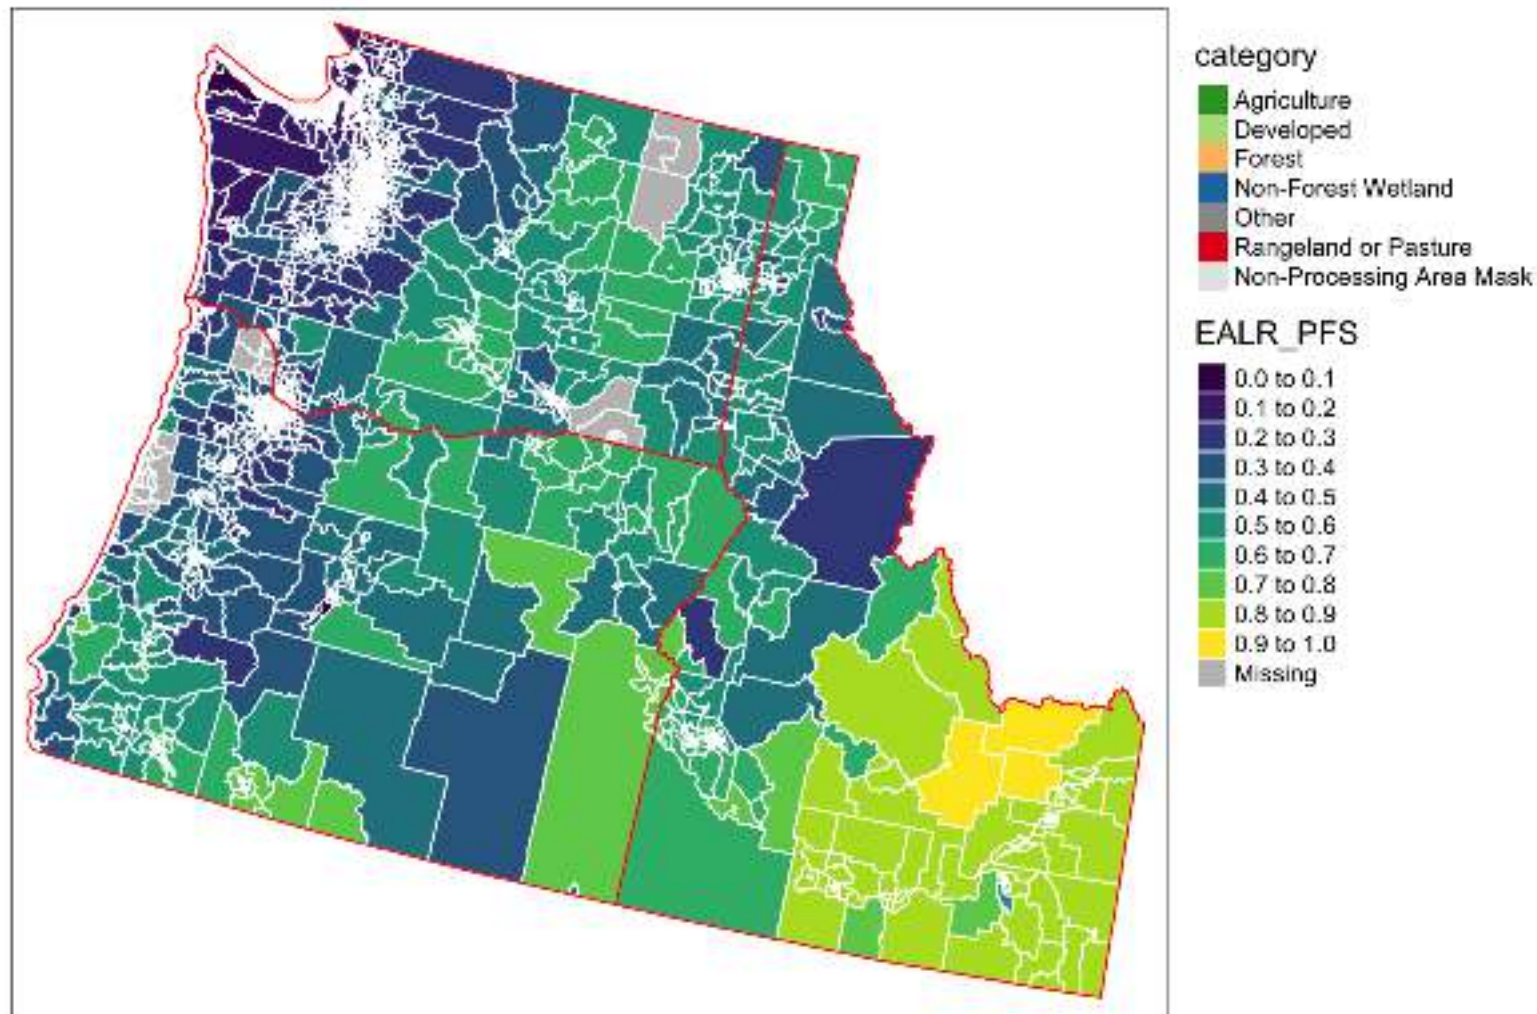 category
Agriculture
Developed
Forest
Non-Forest Wetland
Other
Rangeland or Pasture
Non-Processing Area Mask
EALR_PFS
0.0 to 0.1
0.1 to 0.2
0.2 to 0.3
0.3 to 0.4
0.4 to 0.5
0.5 to 0.6
0.6 to 0.7
0.7 to 0.8
0.8 to 0.9
0.9 to 1.0
Missing